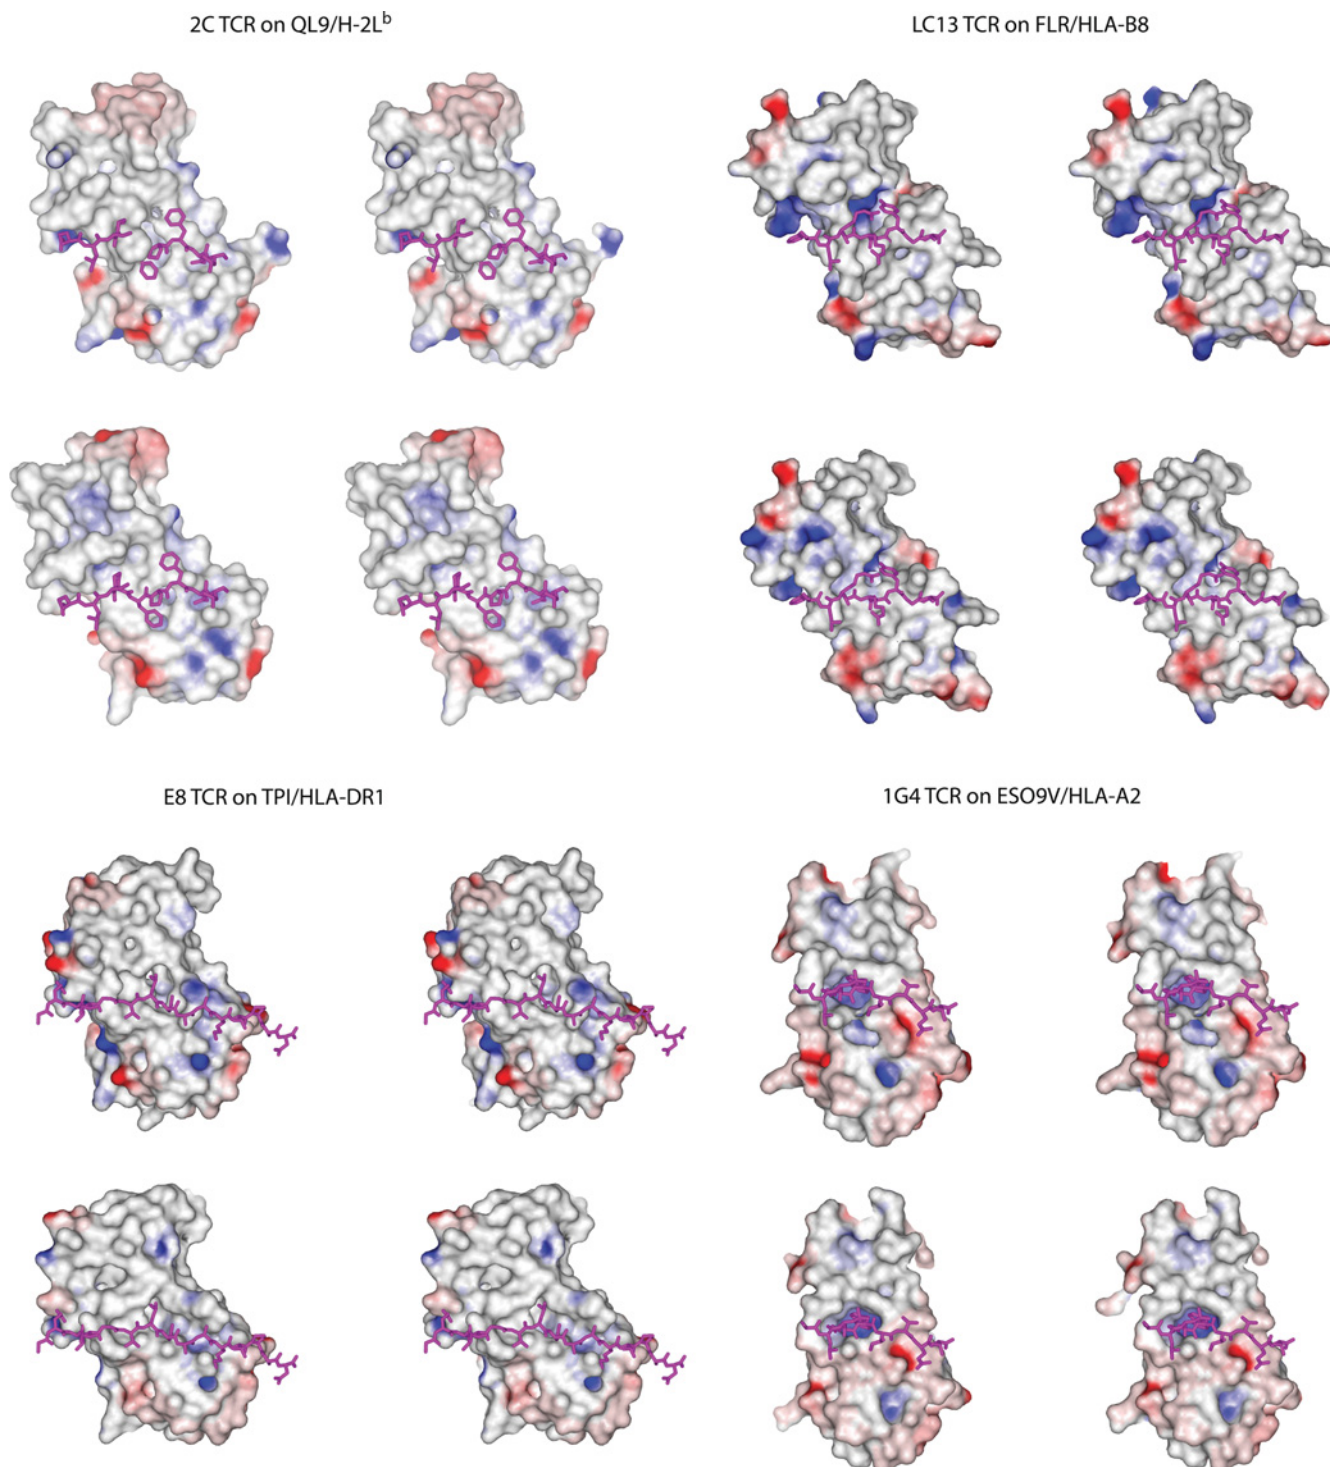 2C TCR on QL9/H-2Lᵇ
LC13 TCR on FLR/HLA-B8
E8 TCR on TPI/HLA-DR1
1G4 TCR on ESO9V/HLA-A2